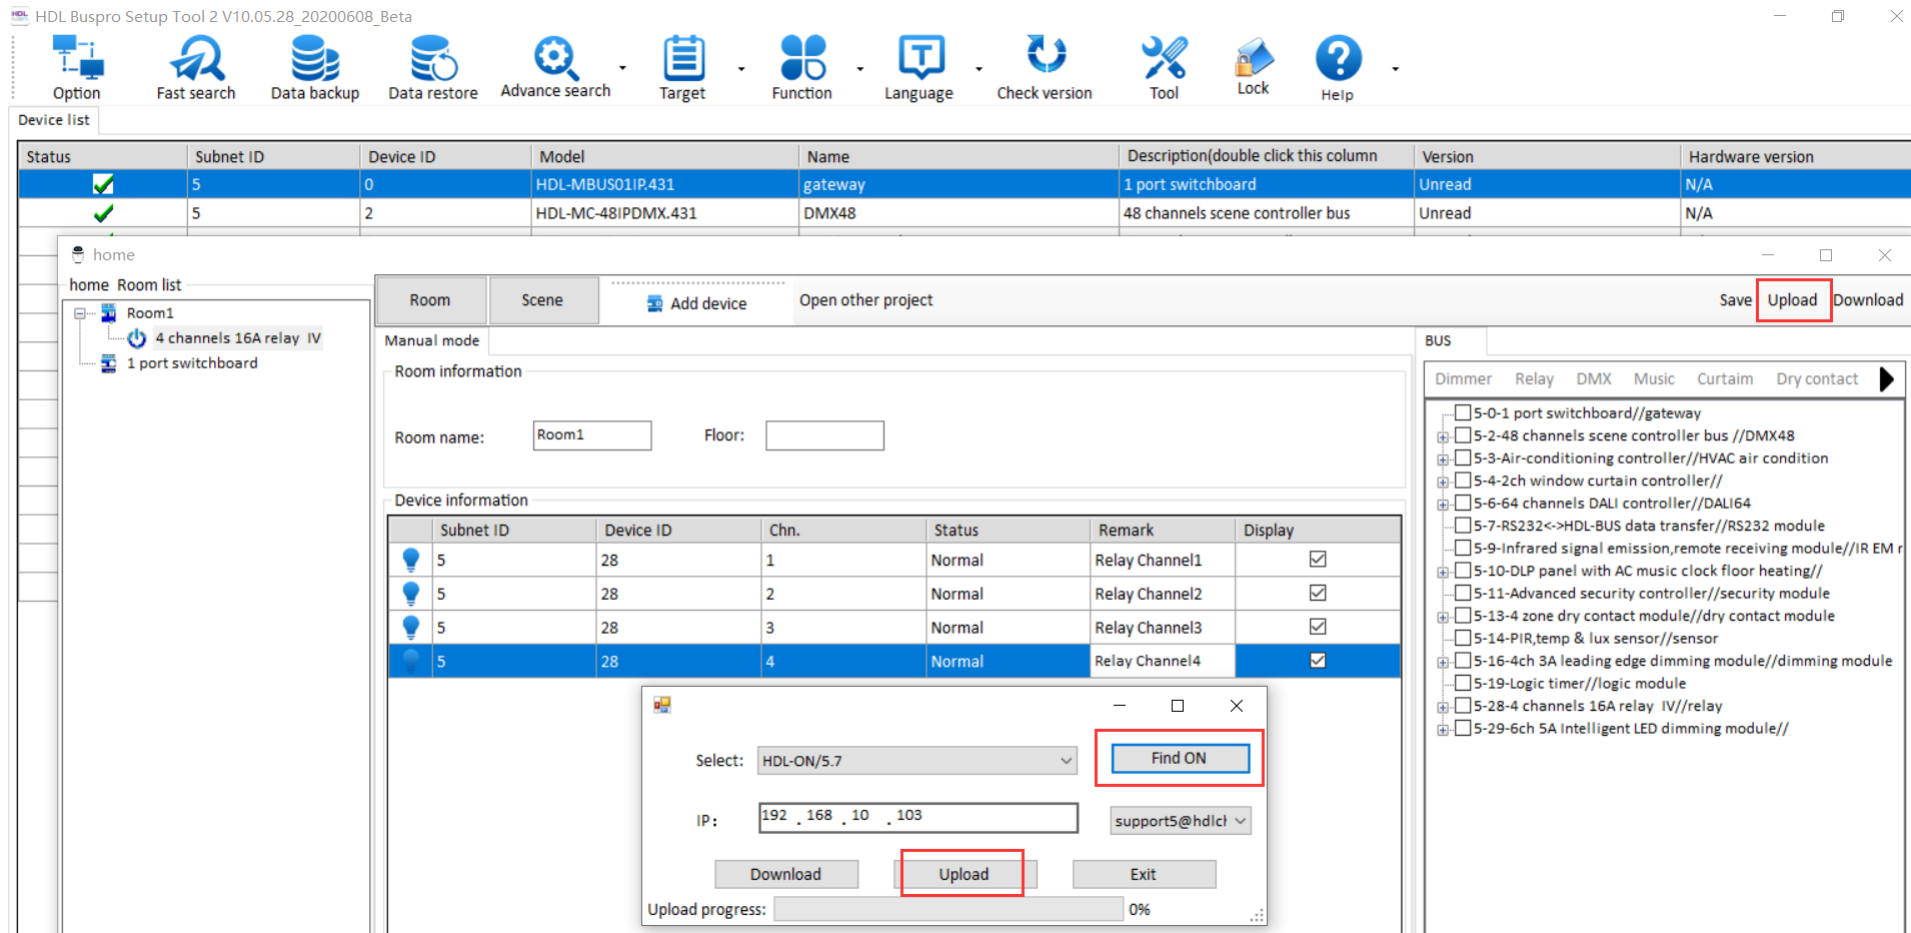 HDL Buspro Setup Tool 2 V10.05.28_20200608_Beta
Option Fast search Data backup Data restore Advance search Target Function Language Check version Tool Lock Help
Device list
Status Subnet ID Device ID Model Name Description(double click this column Version Hardware version
5 0 HDL-MBUS01IP.431 gateway 1 port switchboard Unread N/A
5 2 HDL-MC-48IPDMX.431 DMX48 48 channels scene controller bus Unread N/A
home
home Room list
Room1
4 channels 16A relay IV
1 port switchboard
Room Scene Add device Open other project Save Upload Download
Manual mode
Room information
Room name: Room1 Floor:
Device information
Subnet ID Device ID Chn. Status Remark Display
5 28 1 Normal Relay Channel1
5 28 2 Normal Relay Channel2
5 28 3 Normal Relay Channel3
5 28 4 Normal Relay Channel4
BUS
Dimmer Relay DMX Music Curtaim Dry contact
5-0-1 port switchboard//gateway
5-2-48 channels scene controller bus //DMX48
5-3-Air-conditioning controller//HVAC air condition
5-4-2ch window curtain controller//
5-6-64 channels DALI controller//DALI64
5-7-RS232<->HDL-BUS data transfer//RS232 module
5-9-Infrared signal emission,remote receiving module//IR EM r
5-10-DLP panel with AC music clock floor heating//
5-11-Advanced security controller//security module
5-13-4 zone dry contact module//dry contact module
5-14-PIR,temp & lux sensor//sensor
5-16-4ch 3A leading edge dimming module//dimming module
5-19-Logic timer//logic module
5-28-4 channels 16A relay IV//relay
5-29-6ch 5A Intelligent LED dimming module//
Select: HDL-ON/5.7 Find ON
IP: 192 . 168 . 10 . 103 support5@hdlcl
Download Upload Exit
Upload progress: 0%